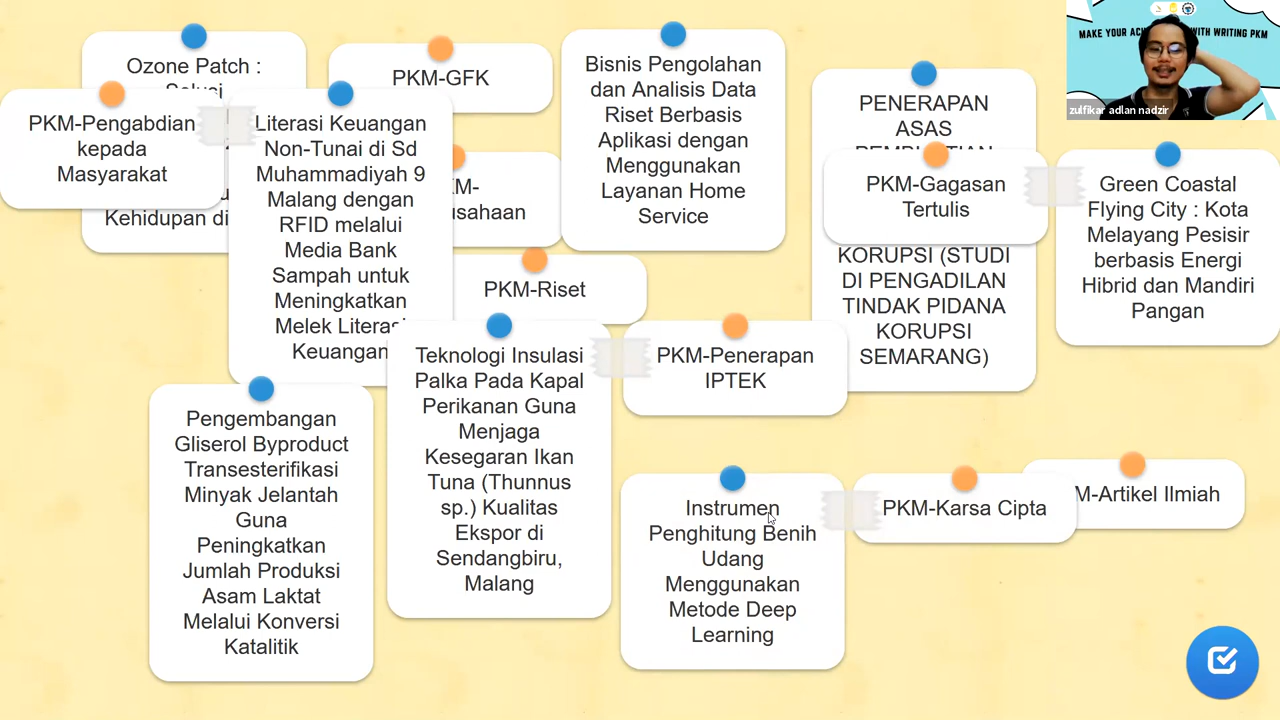 Ozone Patch :
Solusi
Kehidupan di
PKM-Pengabdian
kepada
Masyarakat
Literasi Keuangan
Non-Tunai di Sd
Muhammadiyah 9
Malang dengan
RFID melalui
Media Bank
Sampah untuk
Meningkatkan
Melek Literasi
Keuangan
PKM-GFK
usahaan
PKM-Riset
Bisnis Pengolahan
dan Analisis Data
Riset Berbasis
Aplikasi dengan
Menggunakan
Layanan Home
Service
PENERAPAN
ASAS
KORUPSI (STUDI
DI PENGADILAN
TINDAK PIDANA
KORUPSI
SEMARANG)
PKM-Gagasan
Tertulis
Green Coastal
Flying City : Kota
Melayang Pesisir
berbasis Energi
Hibrid dan Mandiri
Pangan
MAKE YOUR WITH WRITING PKM
zulfikar adlan nadzir
Pengembangan
Gliserol Byproduct
Transesterifikasi
Minyak Jelantah
Guna
Peningkatkan
Jumlah Produksi
Asam Laktat
Melalui Konversi
Katalitik
Teknologi Insulasi
Palka Pada Kapal
Perikanan Guna
Menjaga
Kesegaran Ikan
Tuna (Thunnus
sp.) Kualitas
Ekspor di
Sendangbiru,
Malang
PKM-Penerapan
IPTEK
Instrumen
Penghitung Benih
Udang
Menggunakan
Metode Deep
Learning
PKM-Karsa Cipta
M-Artikel Ilmiah